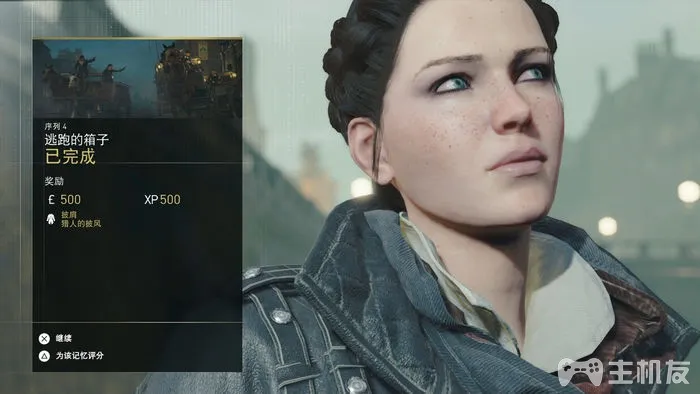 序列 4
逃跑的箱子
已完成
奖励
£ 500 XP 500
披肩
猎人的披风
继续
为该记忆评分
主机友